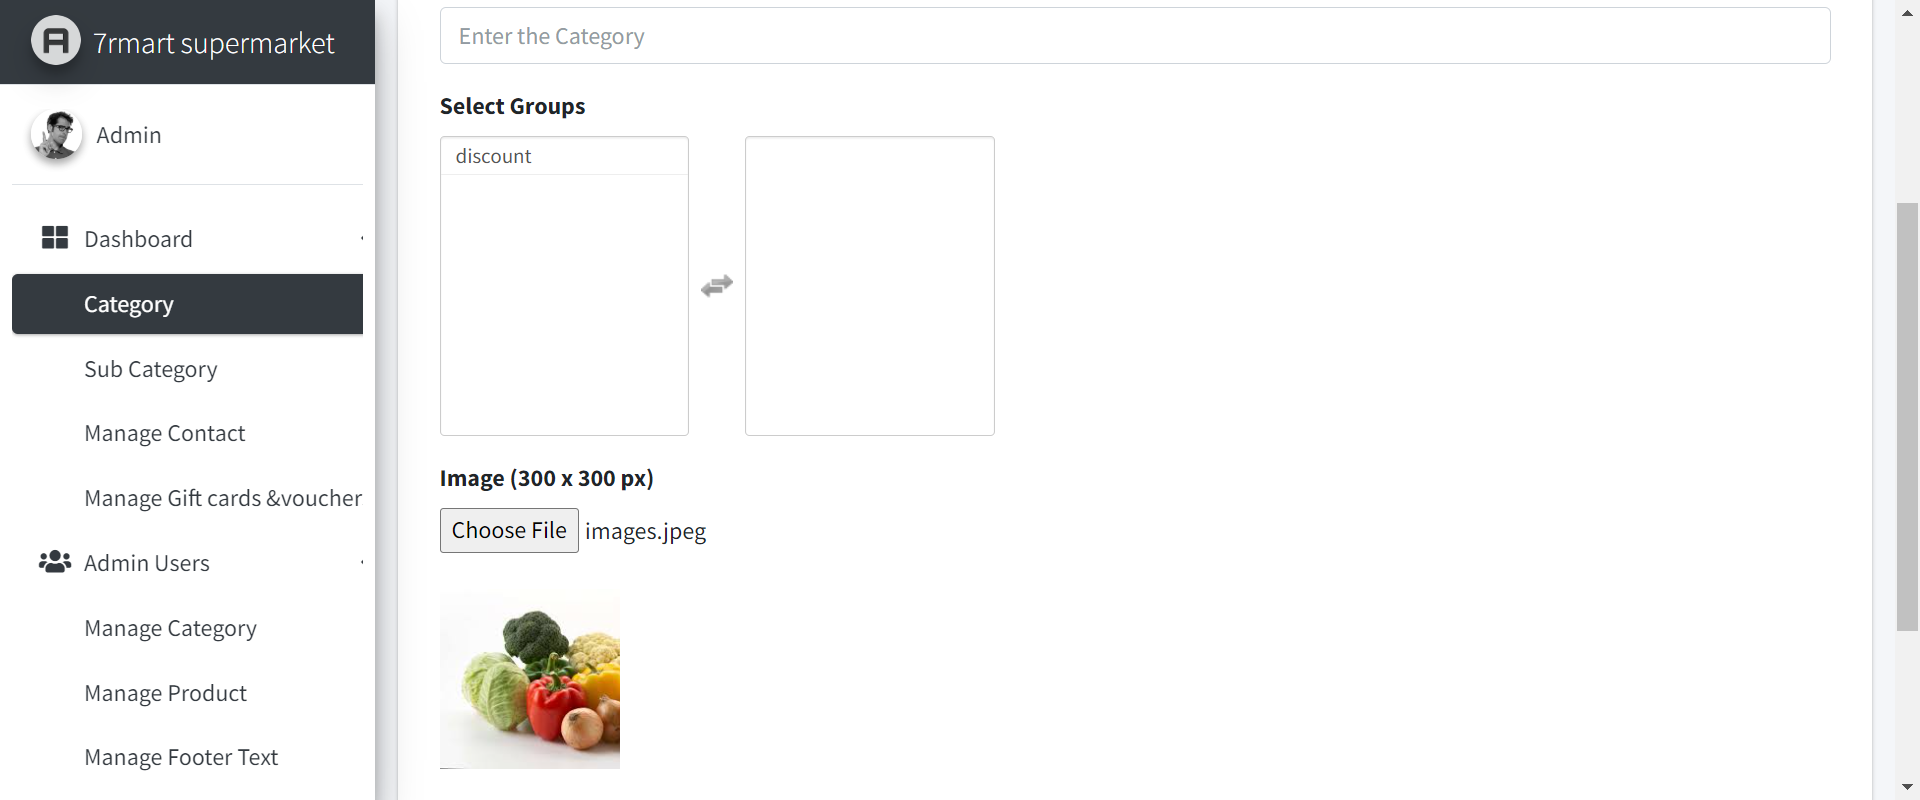 7rmart supermarket
Admin
Dashboard
Category
Sub Category
Manage Contact
Manage Gift cards &voucher
Admin Users
Manage Category
Manage Product
Manage Footer Text
Enter the Category
Select Groups
discount
Image (300 x 300 px)
Choose File images.jpeg